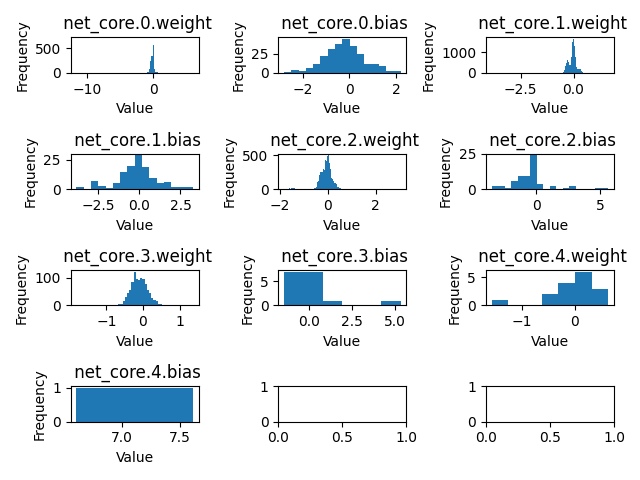 net_core.0.weight
net_core.0.bias
net_core.1.weight
Frequency
500
0
−10
0
Value
Frequency
25
0
−2
0
2
Value
Frequency
1000
0
−2.5
0.0
Value
net_core.1.bias
net_core.2.weight
net_core.2.bias
Frequency
25
0
−2.5
0.0
2.5
Value
Frequency
500
0
−2
0
2
Value
Frequency
25
0
0
5
Value
net_core.3.weight
net_core.3.bias
net_core.4.weight
Frequency
100
0
−1
0
1
Value
Frequency
5
0
0.0
2.5
5.0
Value
Frequency
5
0
−1
0
Value
net_core.4.bias
Frequency
1
0
7.0
7.5
Value
1
0
0.0
0.5
1.0
1
0
0.0
0.5
1.0